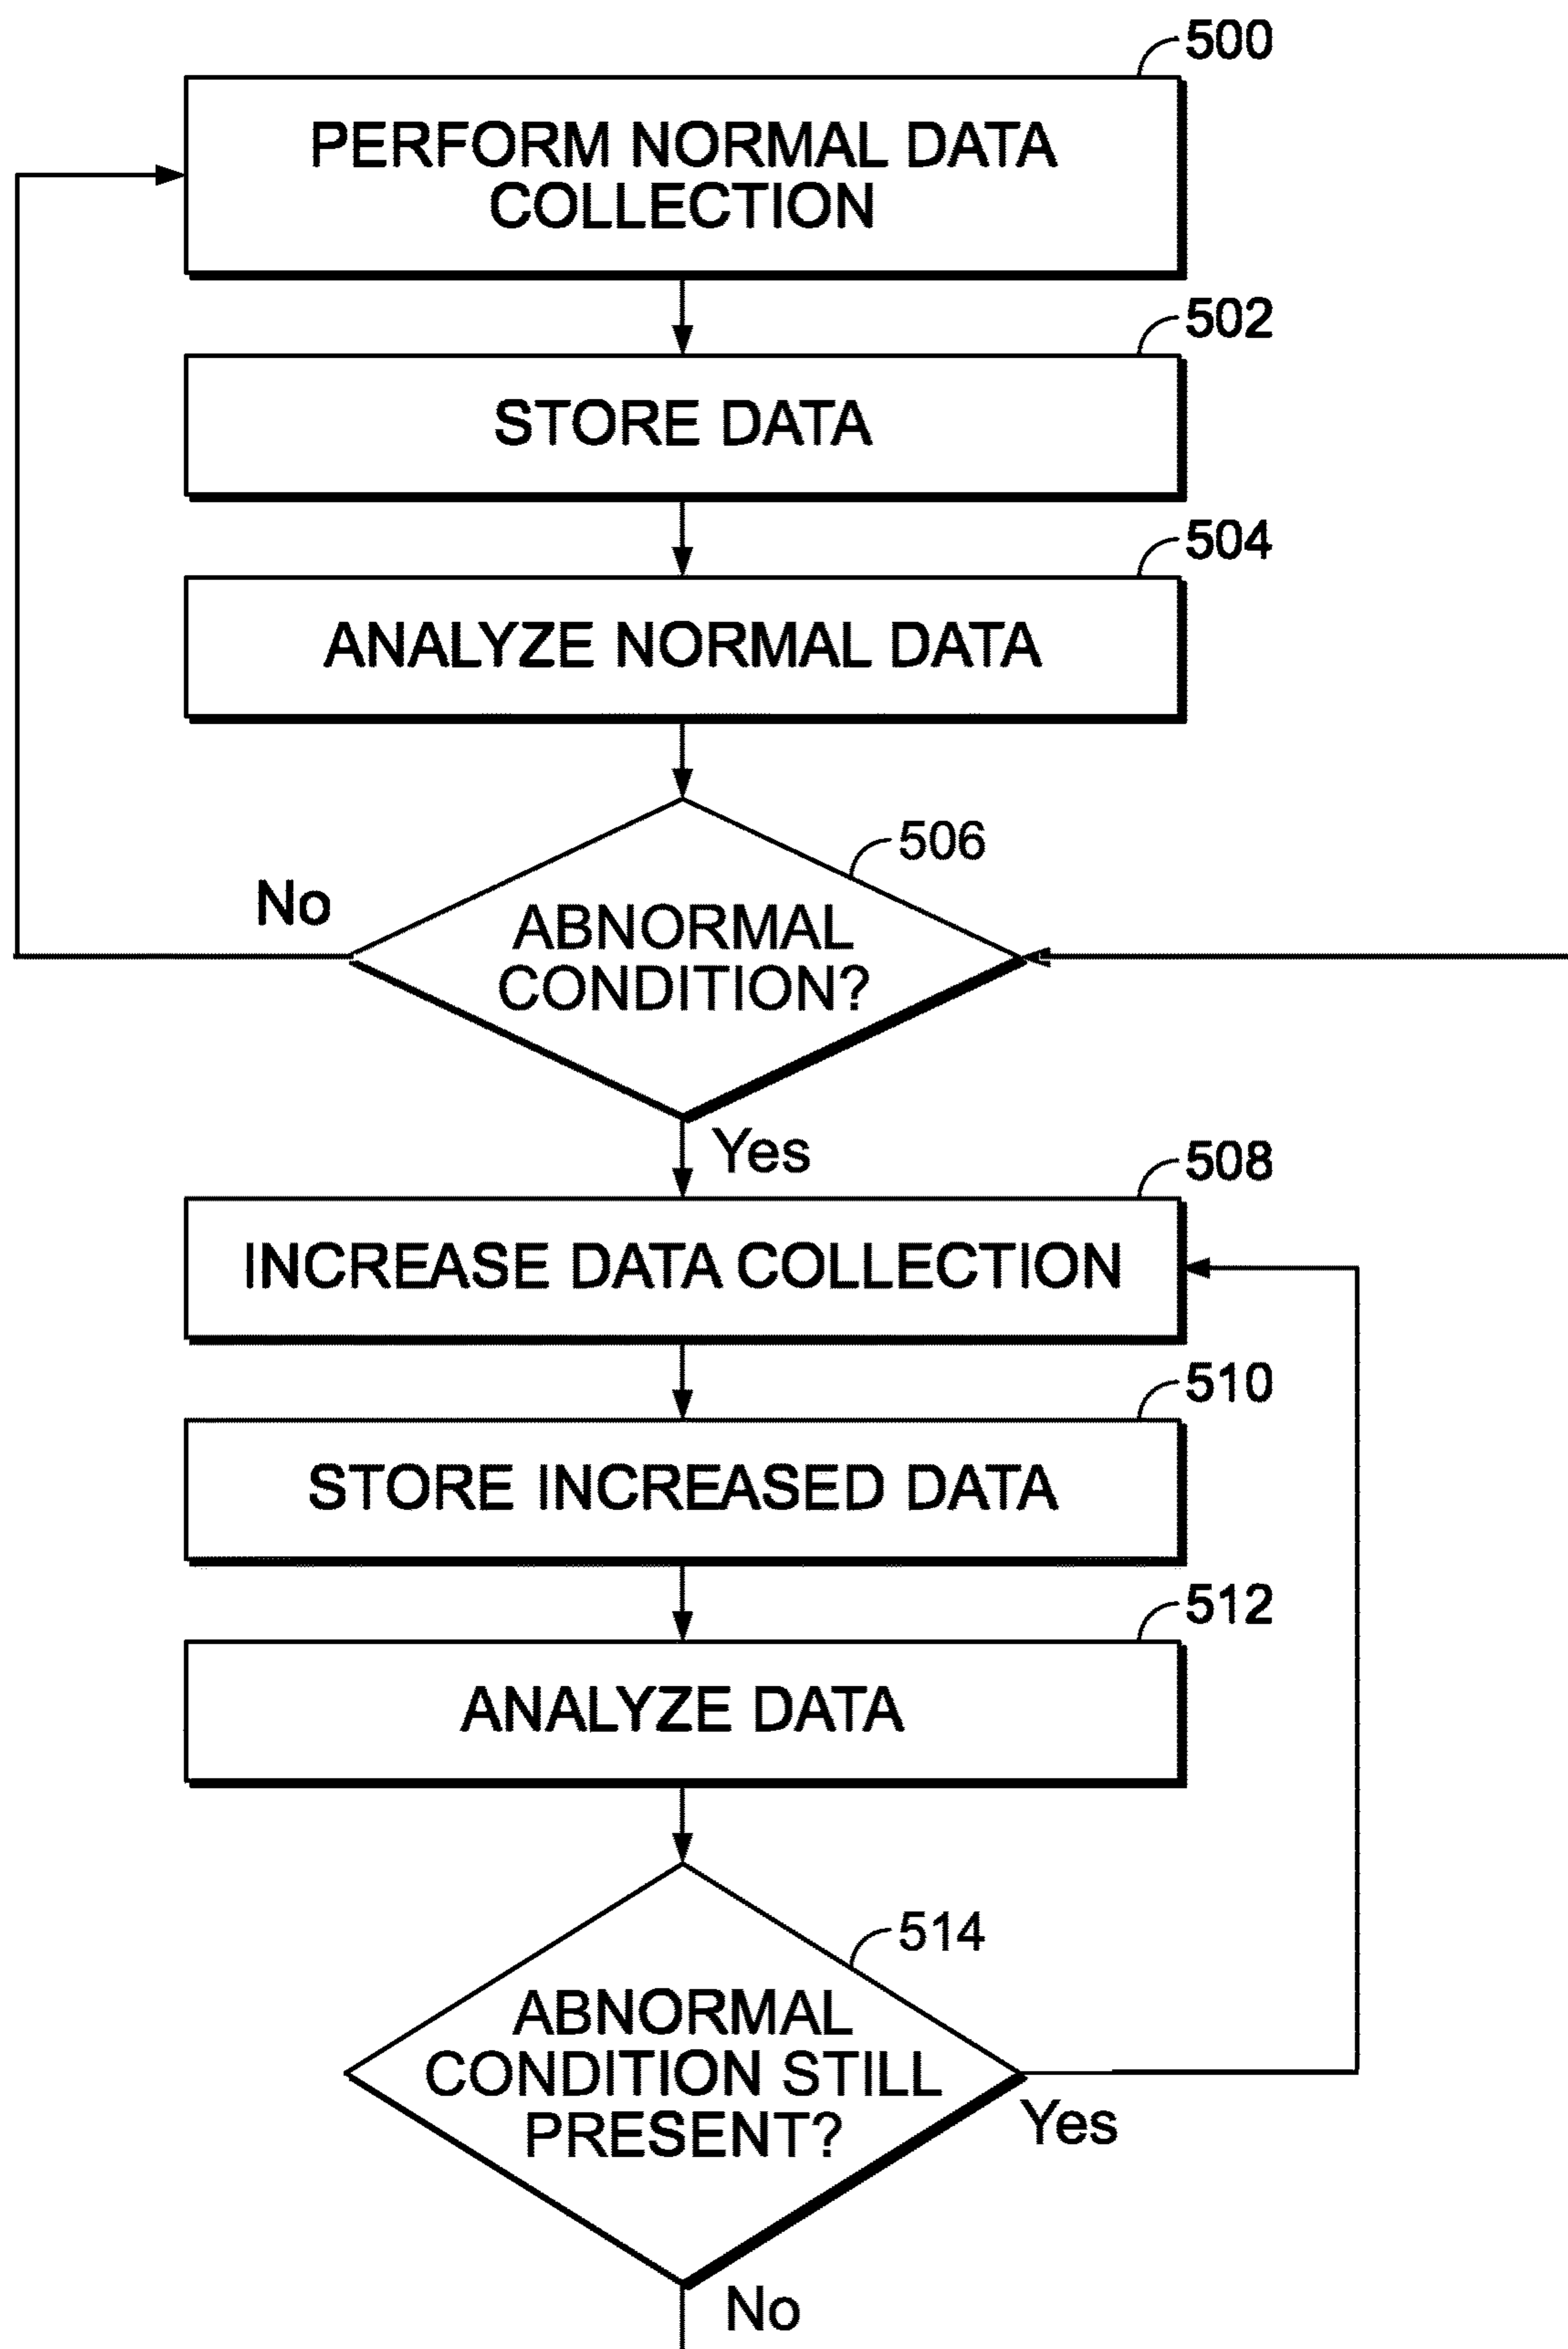 500
PERFORM NORMAL DATA
COLLECTION
502
STORE DATA
504
ANALYZE NORMAL DATA
506
No
ABNORMAL
CONDITION?
Yes
508
INCREASE DATA COLLECTION
510
STORE INCREASED DATA
512
ANALYZE DATA
514
ABNORMAL
CONDITION STILL
PRESENT?
Yes
No